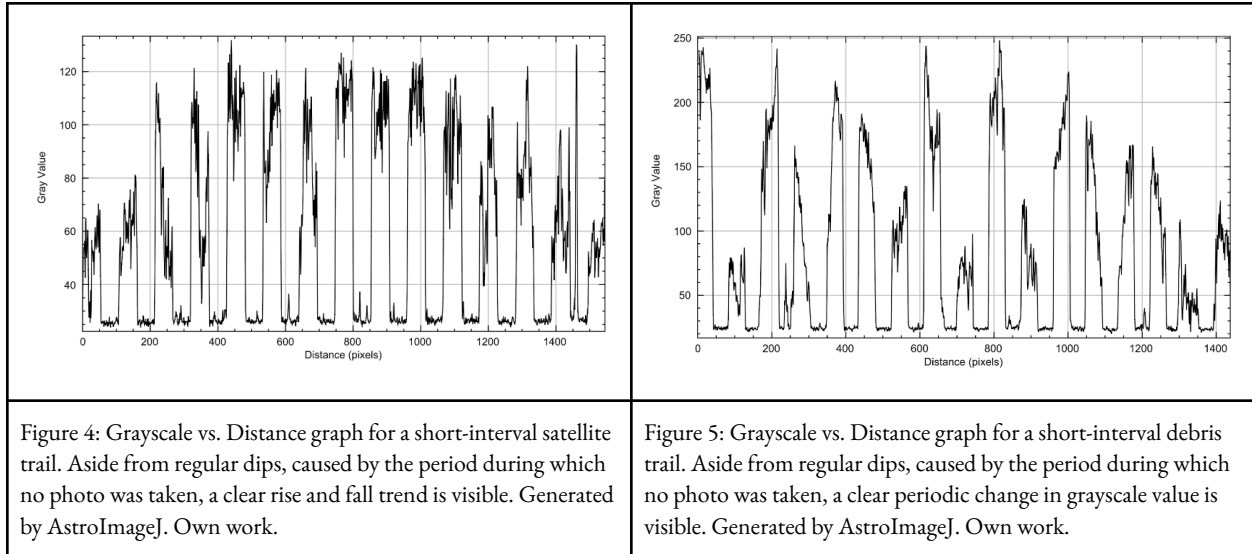 120
100
80
60
40
Gray Value
0 200 400 600 800 1000 1200 1400
Distance (pixels)
250
200
150
100
50
Gray Value
0 200 400 600 800 1000 1200 1400
Distance (pixels)
Figure 4: Grayscale vs. Distance graph for a short-interval satellite
trail. Aside from regular dips, caused by the period during which
no photo was taken, a clear rise and fall trend is visible. Generated
by AstroImageJ. Own work.
Figure 5: Grayscale vs. Distance graph for a short-interval debris
trail. Aside from regular dips, caused by the period during which
no photo was taken, a clear periodic change in grayscale value is
visible. Generated by AstroImageJ. Own work.